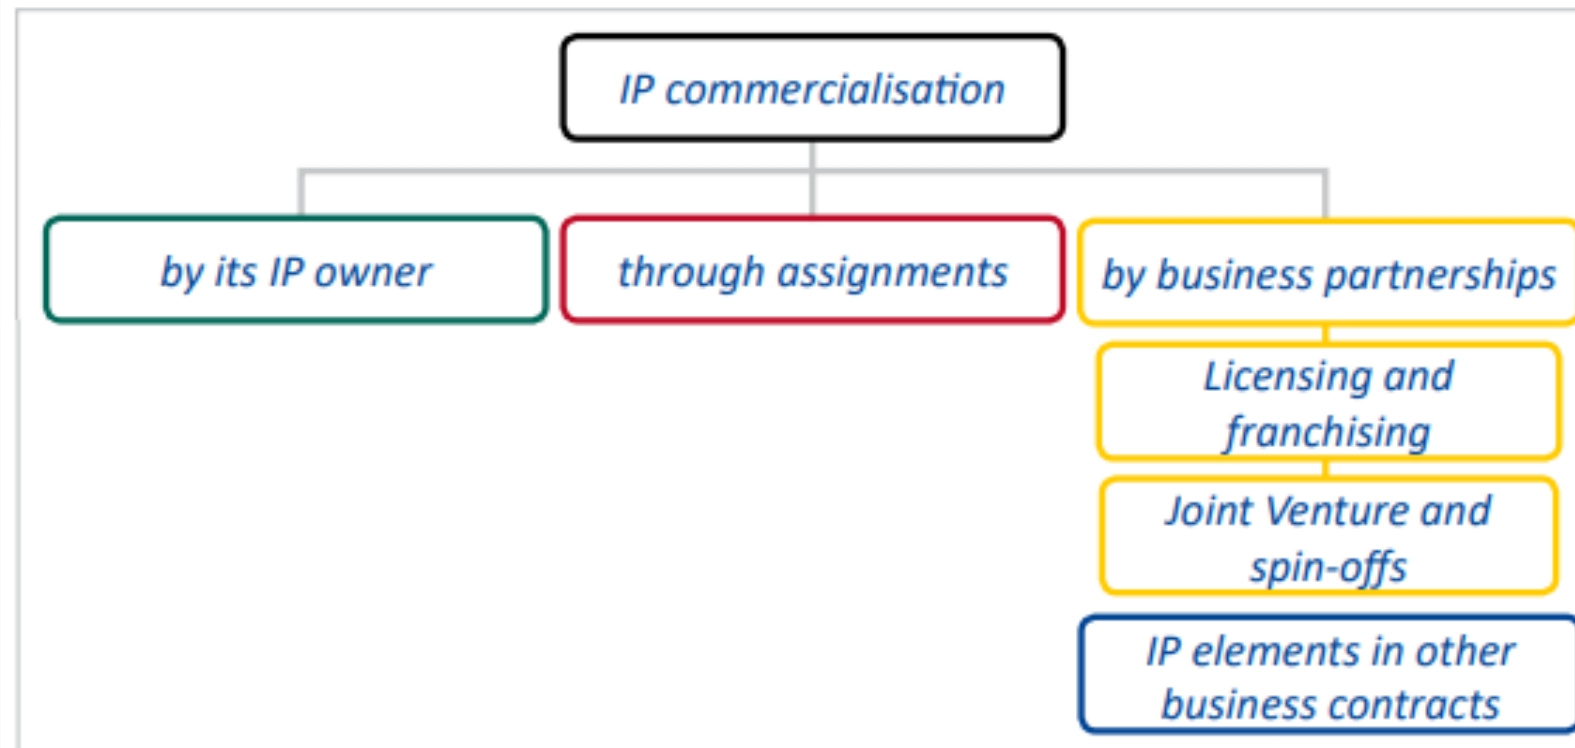 IP commercialisation
by its IP owner
through assignments
by business partnerships
Licensing and
franchising
Joint Venture and
spin-offs
IP elements in other
business contracts